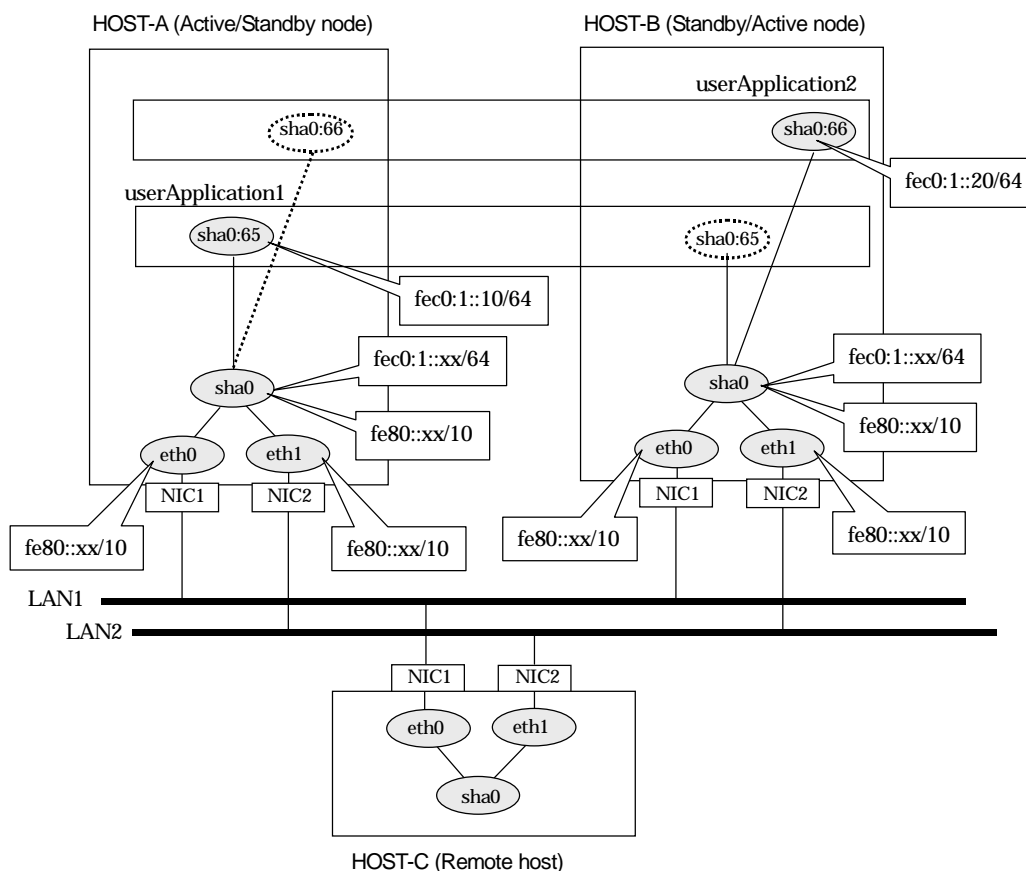 HOST-A (Active/Standby node)
HOST-B (Standby/Active node)
userApplication2
sha0:66
sha0:66
fec0:1::20/64
userApplication1
sha0:65
sha0:65
fec0:1::10/64
fec0:1::xx/64
fec0:1::xx/64
sha0
sha0
fe80::xx/10
fe80::xx/10
eth0
eth1
eth0
eth1
NIC1
NIC2
NIC1
NIC2
fe80::xx/10
fe80::xx/10
fe80::xx/10
fe80::xx/10
LAN1
LAN2
NIC1
NIC2
eth0
eth1
sha0
HOST-C (Remote host)